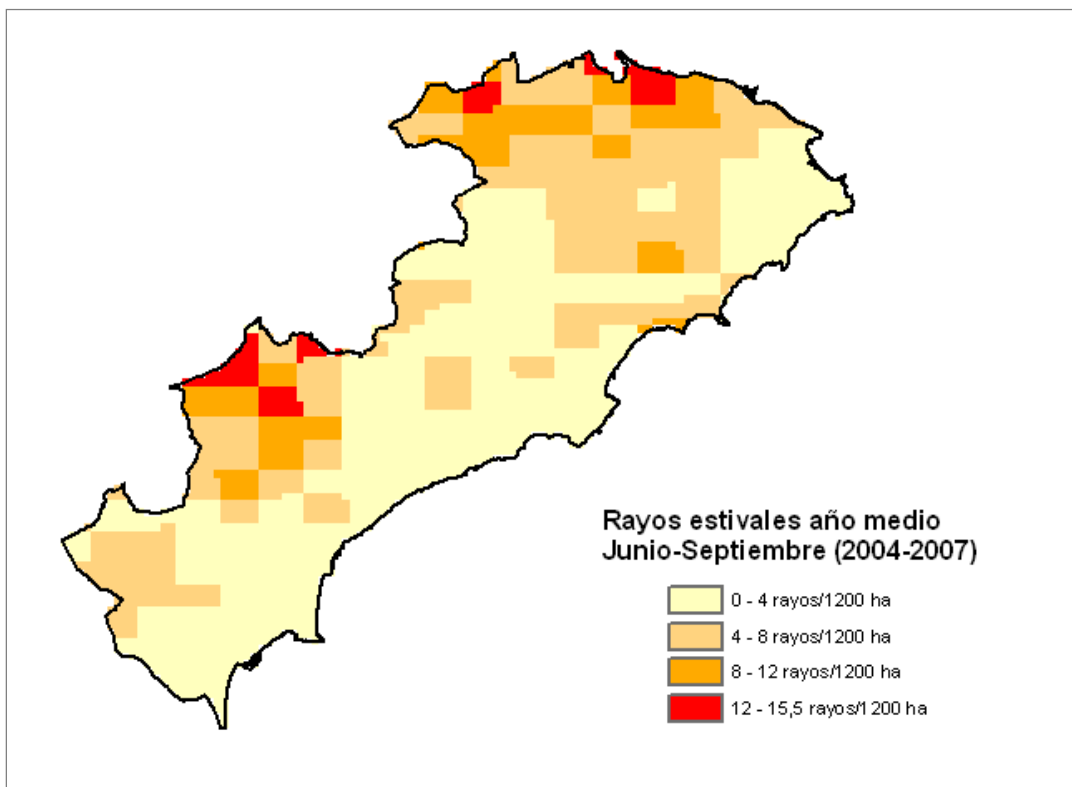 Rayos estivales año medio
Junio-Septiembre (2004-2007)
0 - 4 rayos/1200 ha
4 - 8 rayos/1200 ha
8 - 12 rayos/1200 ha
12 - 15,5 rayos/1200 ha